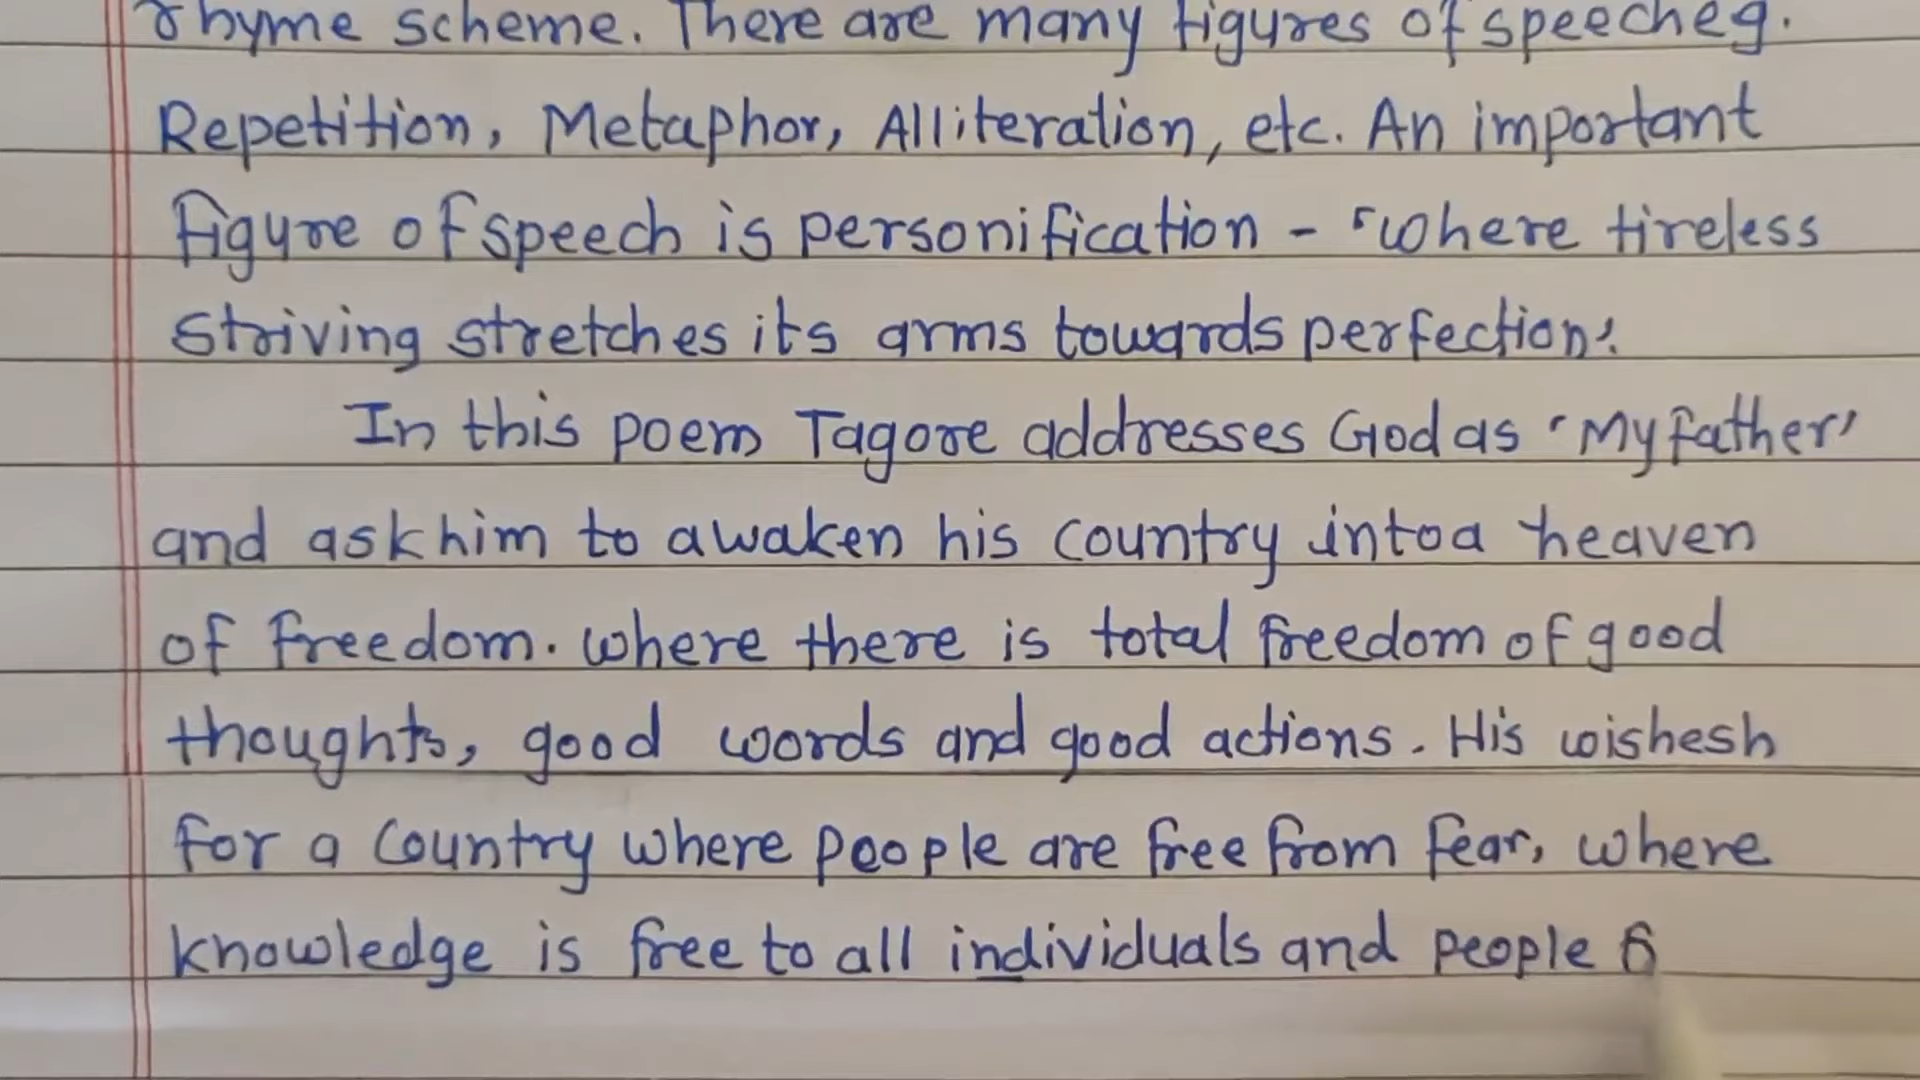 rhyme scheme. There are many figures of speech eg.
Repetition, Metaphor, Alliteration, etc. An important
figure of speech is personification - 'where tireless
striving stretches its arms towards perfection'.
In this poem Tagore addresses God as 'My father'
and ask him to awaken his country into a heaven
of freedom. where there is total freedom of good
thoughts, good words and good actions. His wishesh
for a country where people are free from fear, where
knowledge is free to all individuals and people